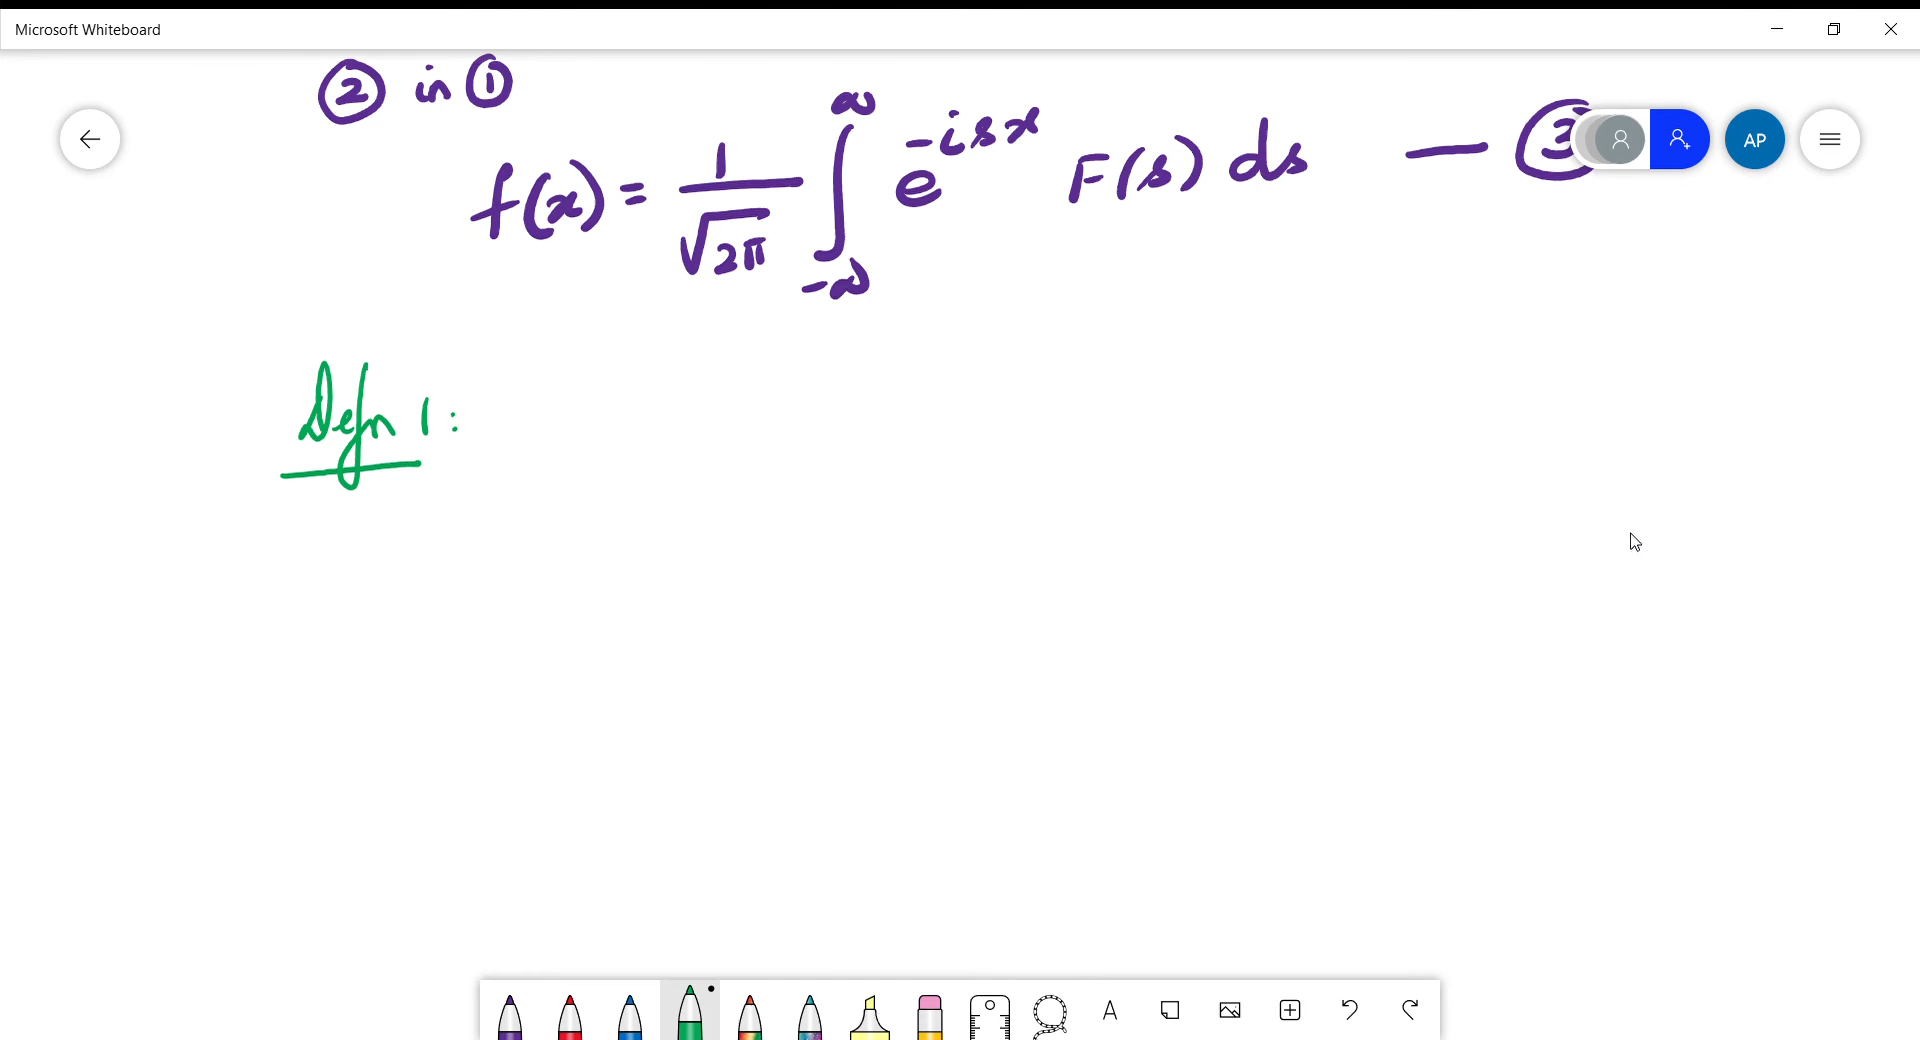 Microsoft Whiteboard
② in ①
f(x) = 1/√2π ∫_{-∞}^{∞} e^{-isx} F(s) ds — ③
AP
Defn 1:
A